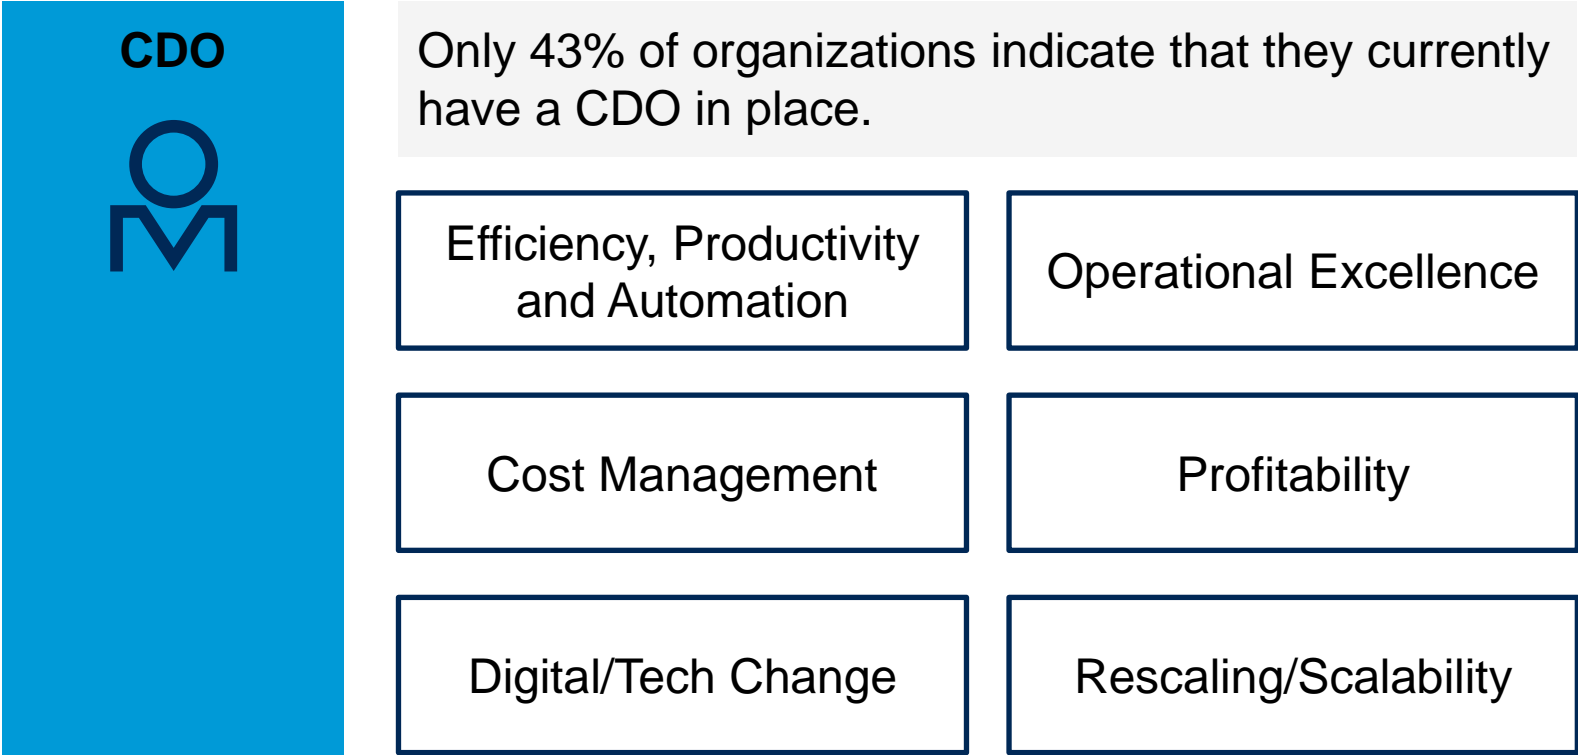 CDO
Only 43% of organizations indicate that they currently
have a CDO in place.
Efficiency, Productivity
and Automation
Operational Excellence
Cost Management
Profitability
Digital/Tech Change
Rescaling/Scalability